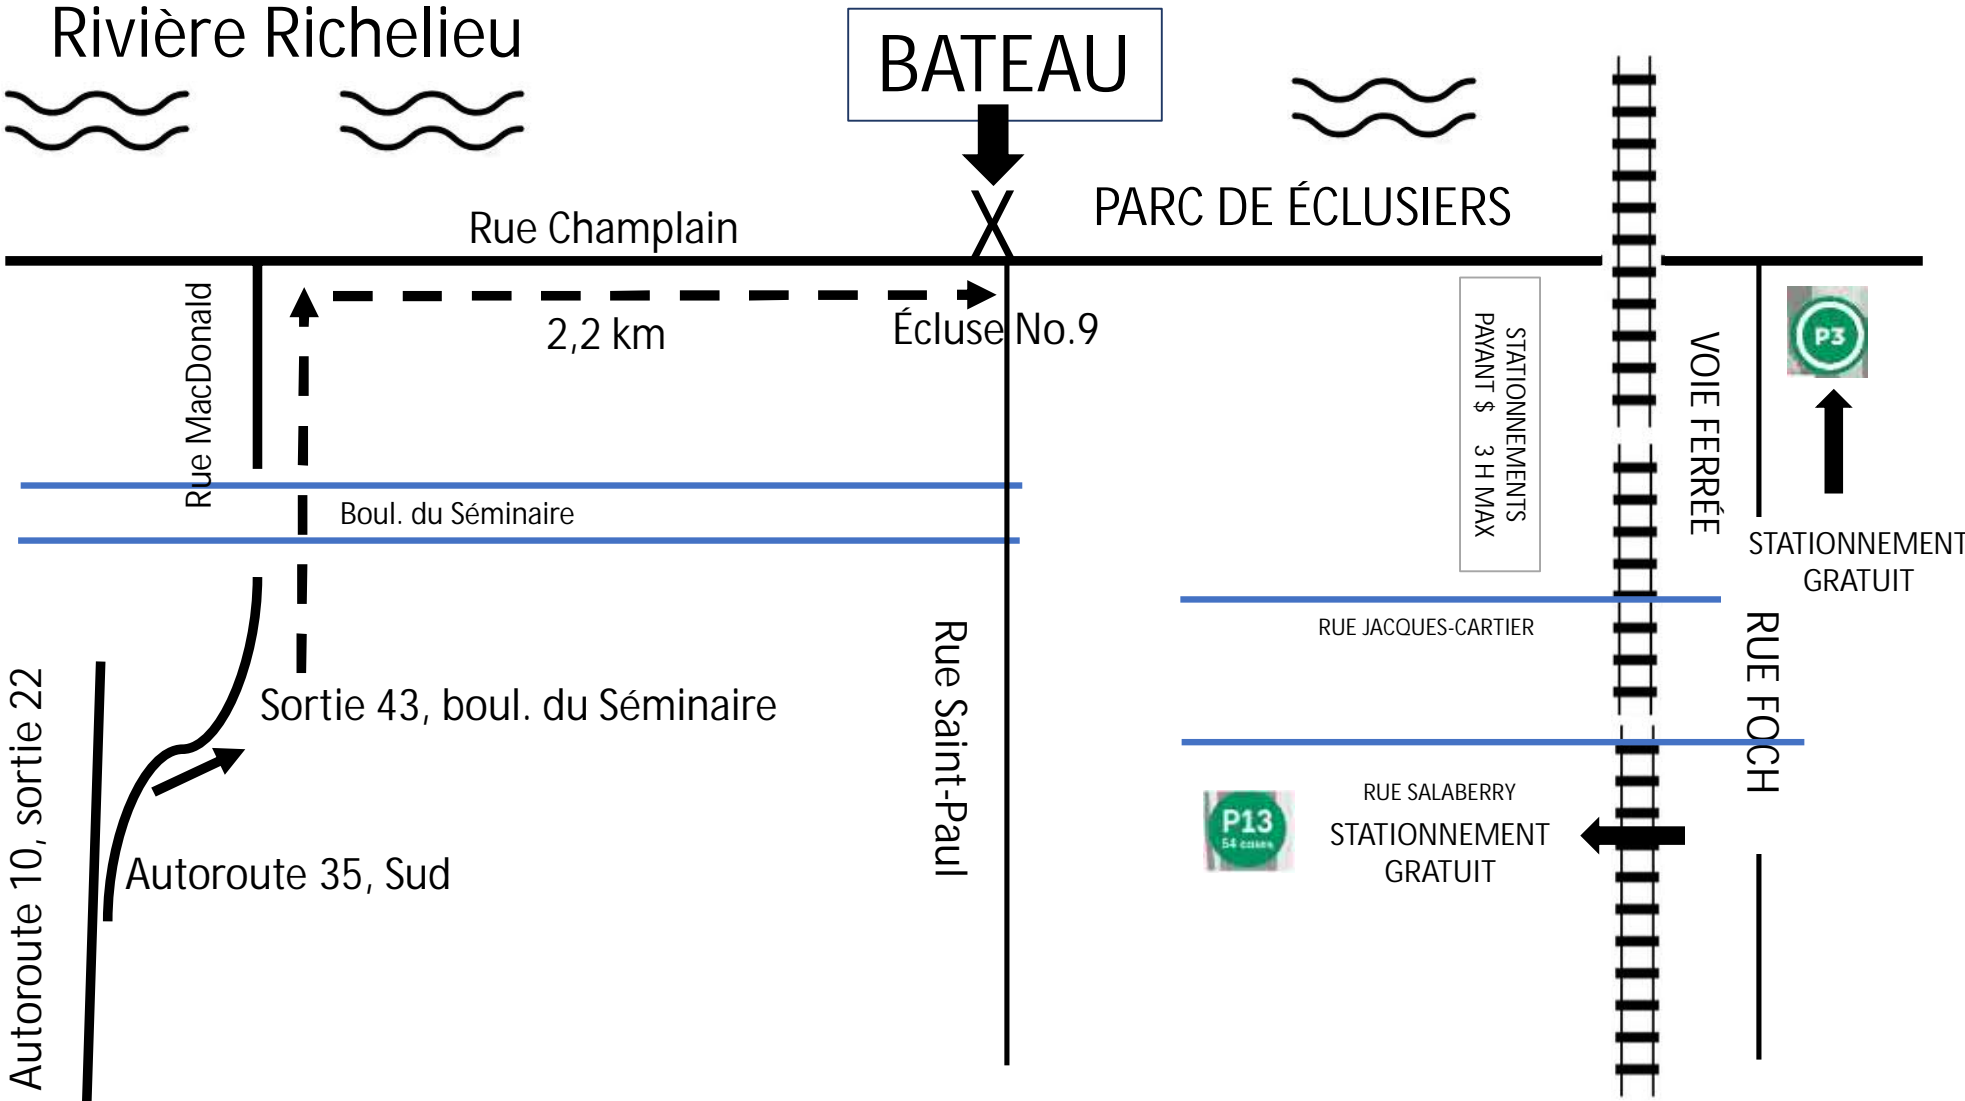 Rivière Richelieu
BATEAU
PARC DE ÉCLUSIERS
Rue Champlain
Rue MacDonald
2,2 km
Écluse No.9
STATIONNEMENTS
PAYANT $ 3 H MAX
VOIE FERRÉE
P3
STATIONNEMENT
GRATUIT
Boul. du Séminaire
RUE JACQUES-CARTIER
RUE FOCH
Rue Saint-Paul
Sortie 43, boul. du Séminaire
Autoroute 10, sortie 22
Autoroute 35, Sud
RUE SALABERRY
P13
54 cases
STATIONNEMENT
GRATUIT